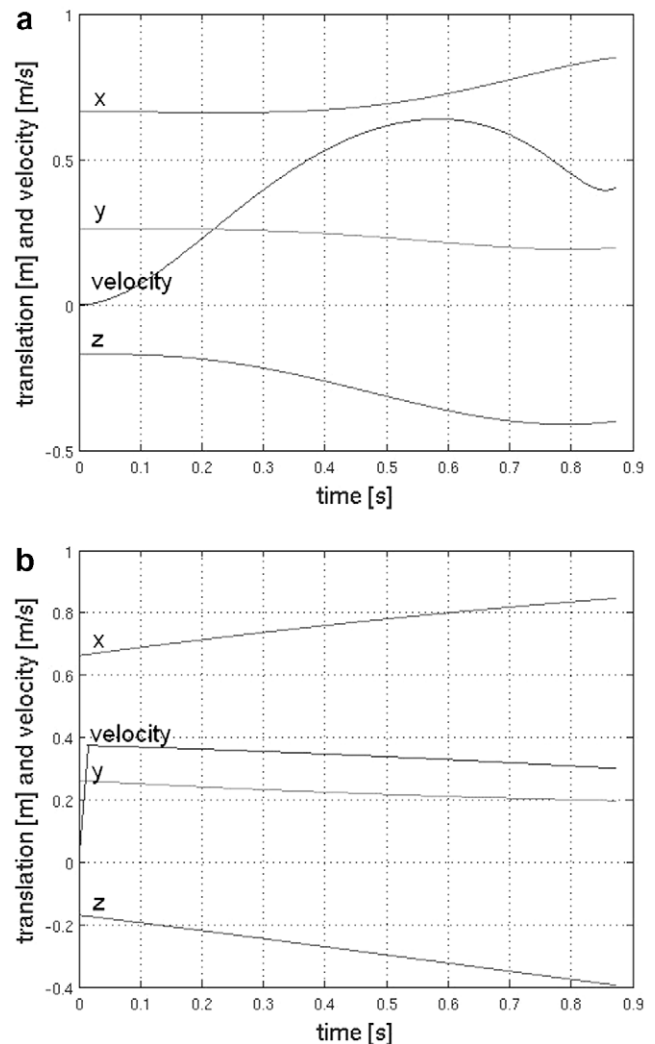 a
translation [m] and velocity [m/s]
1
0.5
0
-0.5
x
y
velocity
z
0 0.1 0.2 0.3 0.4 0.5 0.6 0.7 0.8 0.9
time [s]
b
translation [m] and velocity [m/s]
1
0.8
0.6
0.4
0.2
0
-0.2
-0.4
x
velocity
y
z
0 0.1 0.2 0.3 0.4 0.5 0.6 0.7 0.8 0.9
time [s]